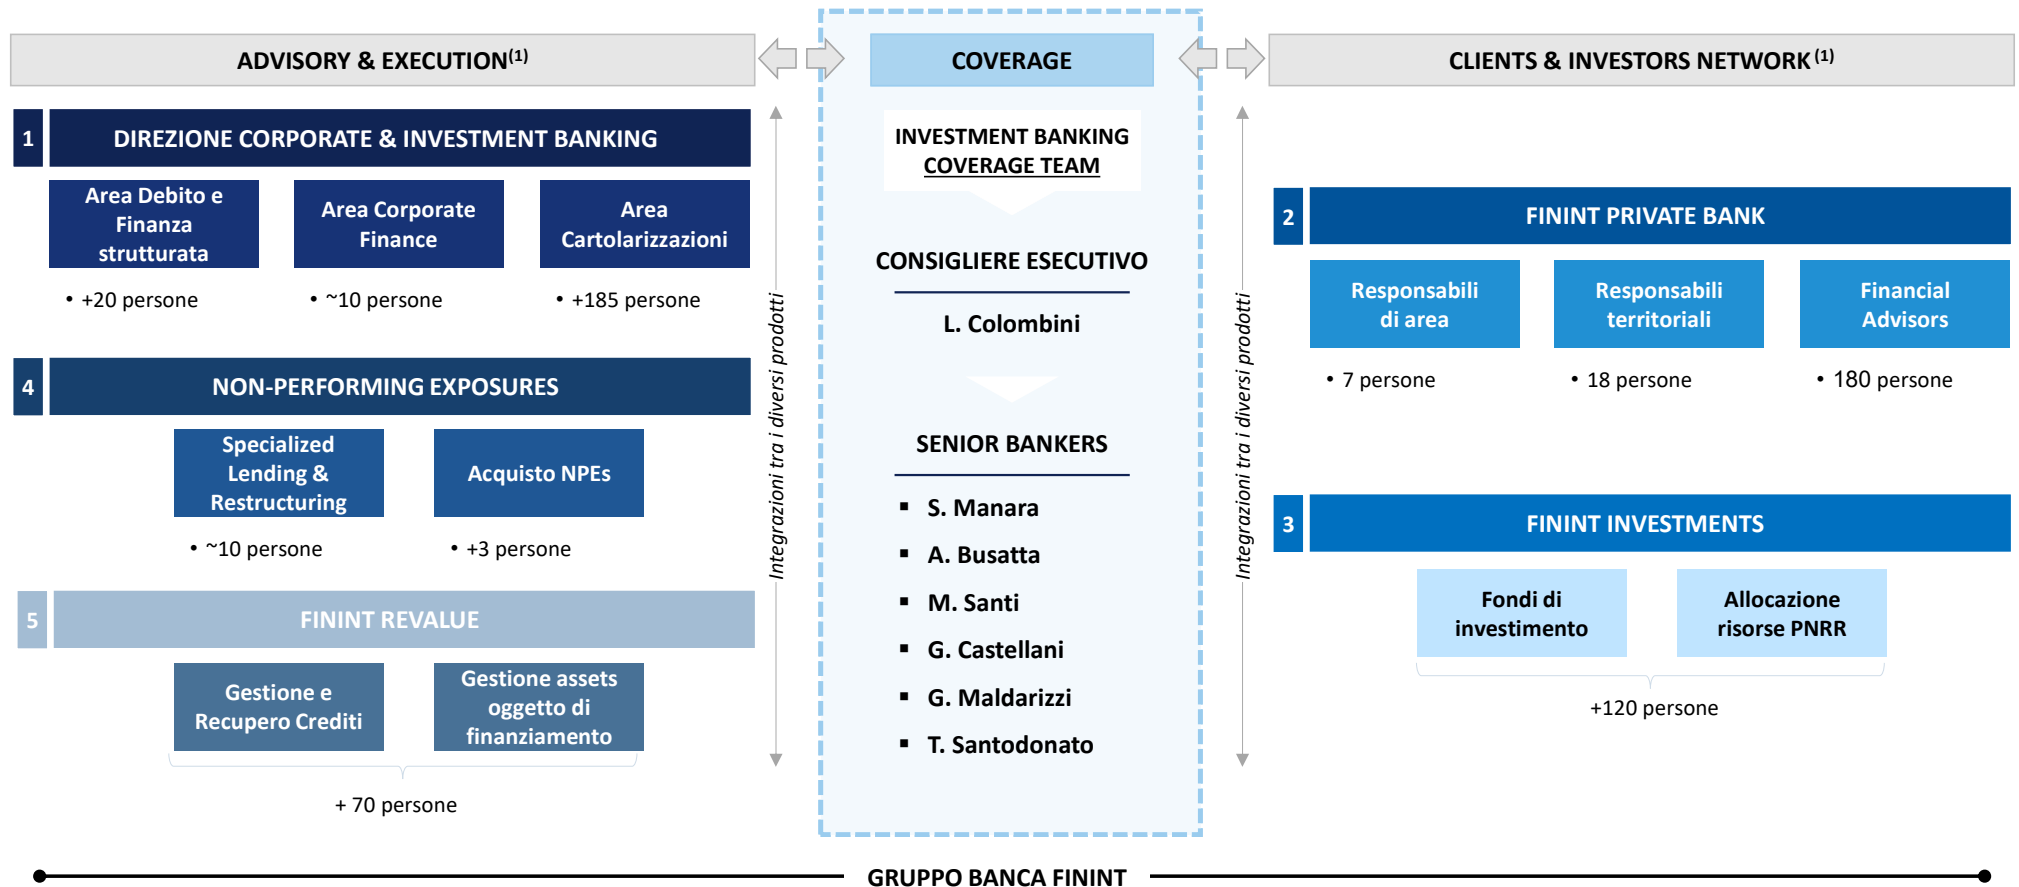 ADVISORY & EXECUTION(1)
1
DIREZIONE CORPORATE & INVESTMENT BANKING
Area Debito e
Finanza
strutturata
• +20 persone
Area Corporate
Finance
• ~10 persone
Area
Cartolarizzazioni
• +185 persone
4
NON-PERFORMING EXPOSURES
Specialized
Lending &
Restructuring
• ~10 persone
Acquisto NPEs
• +3 persone
5
FININT REVALUE
Gestione e
Recupero Crediti
Gestione assets
oggetto di
finanziamento
+ 70 persone
Integrazioni tra i diversi prodotti
COVERAGE
INVESTMENT BANKING
COVERAGE TEAM
CONSIGLIERE ESECUTIVO
L. Colombini
SENIOR BANKERS
▪ S. Manara
▪ A. Busatta
▪ M. Santi
▪ G. Castellani
▪ G. Maldarizzi
▪ T. Santodonato
Integrazioni tra i diversi prodotti
CLIENTS & INVESTORS NETWORK (1)
2
FININT PRIVATE BANK
Responsabili
di area
• 7 persone
Responsabili
territoriali
• 18 persone
Financial
Advisors
• 180 persone
3
FININT INVESTMENTS
Fondi di
investimento
Allocazione
risorse PNRR
+120 persone
GRUPPO BANCA FININT